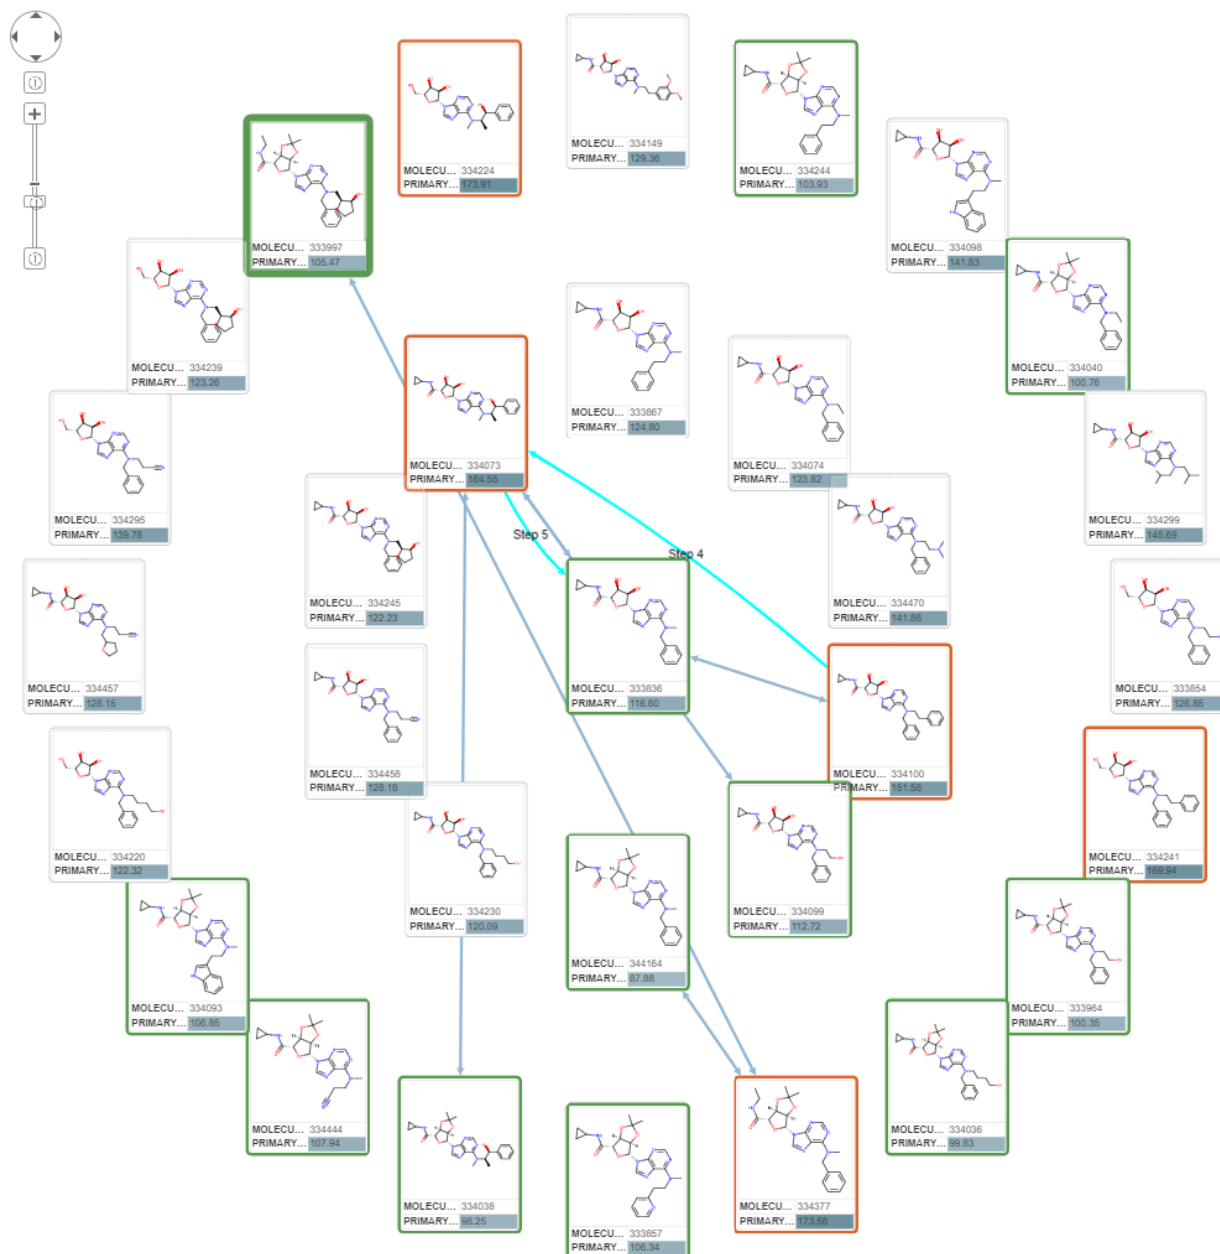 MOLECU... 334149
PRIMARY... 129.36
MOLECU... 334224
PRIMARY... 173.91
MOLECU... 334244
PRIMARY... 103.93
MOLECU... 333997
PRIMARY... 105.47
MOLECU... 334098
PRIMARY... 141.83
MOLECU... 334239
PRIMARY... 123.26
MOLECU... 334040
PRIMARY... 100.76
MOLECU... 333867
PRIMARY... 124.80
MOLECU... 334073
PRIMARY... 164.55
MOLECU... 334074
PRIMARY... 123.82
MOLECU... 334295
PRIMARY... 139.78
MOLECU... 334299
PRIMARY... 145.69
Step 5
Step 4
MOLECU... 334245
PRIMARY... 122.23
MOLECU... 334470
PRIMARY... 141.88
MOLECU... 334457
PRIMARY... 128.15
MOLECU... 333836
PRIMARY... 116.60
MOLECU... 333854
PRIMARY... 126.85
MOLECU... 334458
PRIMARY... 126.18
MOLECU... 334100
PRIMARY... 151.56
MOLECU... 334220
PRIMARY... 122.32
MOLECU... 334241
PRIMARY... 169.94
MOLECU... 334230
PRIMARY... 120.09
MOLECU... 334099
PRIMARY... 112.72
MOLECU... 344164
PRIMARY... 87.88
MOLECU... 334093
PRIMARY... 106.85
MOLECU... 333964
PRIMARY... 100.35
MOLECU... 334444
PRIMARY... 107.94
MOLECU... 334036
PRIMARY... 99.83
MOLECU... 334038
PRIMARY... 98.25
MOLECU... 333857
PRIMARY... 106.34
MOLECU... 334377
PRIMARY... 173.58